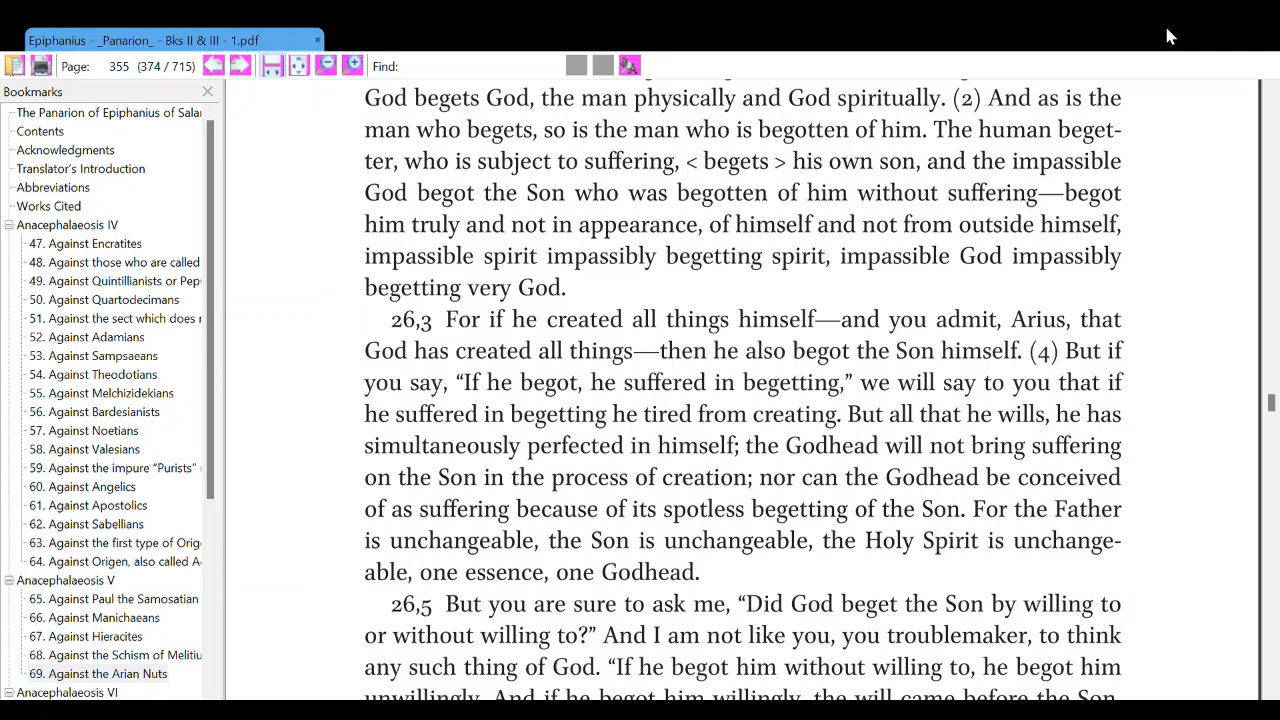 Epiphanius - _Panarion_ - Bks II & III - 1.pdf
Page: 355 (374 / 715) Find:
Bookmarks
The Panarion of Epiphanius of Sala
Contents
Acknowledgments
Translator's Introduction
Abbreviations
Works Cited
Anacephalaeosis IV
47. Against Encratites
48. Against those who are called
49. Against Quintillianists or Pep
50. Against Quartodecimans
51. Against the sect which does r
52. Against Adamians
53. Against Sampsaeans
54. Against Theodotians
55. Against Melchizidekians
56. Against Bardesianists
57. Against Noetians
58. Against Valesians
59. Against the impure “Purists” (
60. Against Angelics
61. Against Apostolics
62. Against Sabellians
63. Against the first type of Orig
64. Against Origen, also called A
Anacephalaeosis V
65. Against Paul the Samosatian
66. Against Manichaeans
67. Against Hieracites
68. Against the Schism of Melitiu
69. Against the Arian Nuts
Anacephalaeosis VI
God begets God, the man physically and God spiritually. (2) And as is the
man who begets, so is the man who is begotten of him. The human beget-
ter, who is subject to suffering, < begets > his own son, and the impassible
God begot the Son who was begotten of him without suffering—begot
him truly and not in appearance, of himself and not from outside himself,
impassible spirit impassibly begetting spirit, impassible God impassibly
begetting very God.
26,3 For if he created all things himself—and you admit, Arius, that
God has created all things—then he also begot the Son himself. (4) But if
you say, “If he begot, he suffered in begetting,” we will say to you that if
he suffered in begetting he tired from creating. But all that he wills, he has
simultaneously perfected in himself; the Godhead will not bring suffering
on the Son in the process of creation; nor can the Godhead be conceived
of as suffering because of its spotless begetting of the Son. For the Father
is unchangeable, the Son is unchangeable, the Holy Spirit is unchange-
able, one essence, one Godhead.
26,5 But you are sure to ask me, “Did God beget the Son by willing to
or without willing to?” And I am not like you, you troublemaker, to think
any such thing of God. “If he begot him without willing to, he begot him
unwillingly. And if he begot him willingly, the will came before the Son,